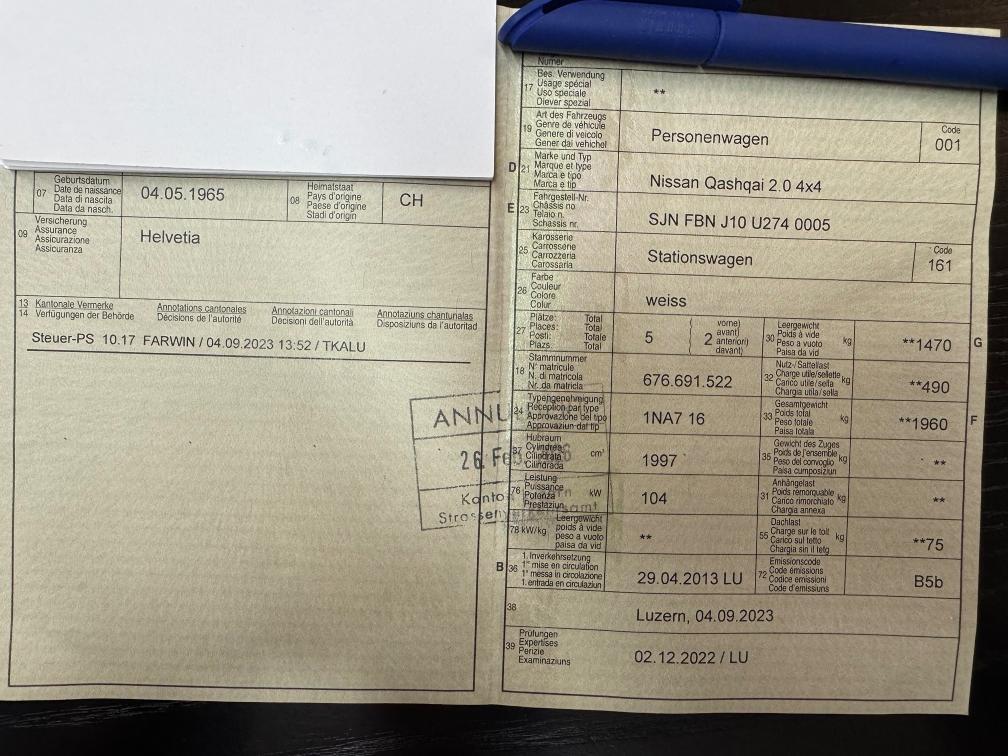 07 Geburtsdatum
Date de naissance
Data di nascita
Data da nasch.
04.05.1965
08 Heimatstaat
Pays d'origine
Paese d'origine
Stadi d'origin
CH
09 Versicherung
Assurance
Assicurazione
Assicuranza
Helvetia
13 Kantonale Vermerke Annotations cantonales Annotazioni cantonali Annotaziuns chantunalas
14 Verfügungen der Behörde Décisions de l'autorité Decisioni dell'autorità Disposiziuns da l'autoritad
Steuer-PS 10.17 FARWIN / 04.09.2023 13:52 / TKALU
ANNU
26 Feb
Kanto
Numer
17 Bes. Verwendung
Usage spécial
Uso speciale
Diever spezial
**
19 Art des Fahrzeugs
Genre de véhicule
Genere di veicolo
Gener dal vehichel
Personenwagen
Code
001
D 21 Marke und Typ
Marque et type
Marca e tipo
Marca e tip
Nissan Qashqai 2.0 4x4
E 23 Fahrgestell-Nr.
Châssis no
Telaio n.
Schassis nr.
SJN FBN J10 U274 0005
25 Karosserie
Carrosserie
Carrozzeria
Carossaria
Stationswagen
Code
161
26 Farbe
Couleur
Colore
Colur
weiss
27 Plätze: Total
Places: Total
Posti: Totale
Plazs: Total
5
2
vorne)
avant)
anteriori)
davant)
30 Leergewicht
Poids à vide kg
Peso a vuoto
Paisa da vid
**1470
G
18 Stammnummer
N° matricule
N. di matricola
Nr. da matricla
676.691.522
32 Nutz-/Sattellast
Charge utile/sellette kg
Carico utile/sella
Chargia utila/sella
**490
24 Typengenehmigung
Réception par type
Approvazione del tipo
Approvaziun dal tip
1NA7 16
33 Gesamtgewicht
Poids total kg
Peso totale
Paisa totala
**1960
F
37 Hubraum
Cylindrée cm³
Cilindrata
Cilindrada
1997
35 Gewicht des Zuges
Poids de l'ensemble kg
Peso del convoglio
Paisa cumposiziun
**
76 Leistung
Puissance kW
Potenza
Prestaziun
104
31 Anhängelast
Poids remorquable kg
Carico rimorchiato
Chargia annexa
**
78 kW/kg Leergewicht
poids à vide
peso a vuoto
paisa da vid
**
55 Dachlast
Charge sur le toit kg
Carico sul tetto
Chargia sin il tetg
**75
B 36 1. Inverkehrsetzung
1re mise en circulation
1a messa in circolazione
1. entrada en circulaziun
29.04.2013 LU
72 Emissionscode
Code émissions
Codice emissioni
Code d'emissiuns
B5b
38
Luzern, 04.09.2023
39 Prüfungen
Expertises
Perizie
Examinaziuns
02.12.2022 / LU